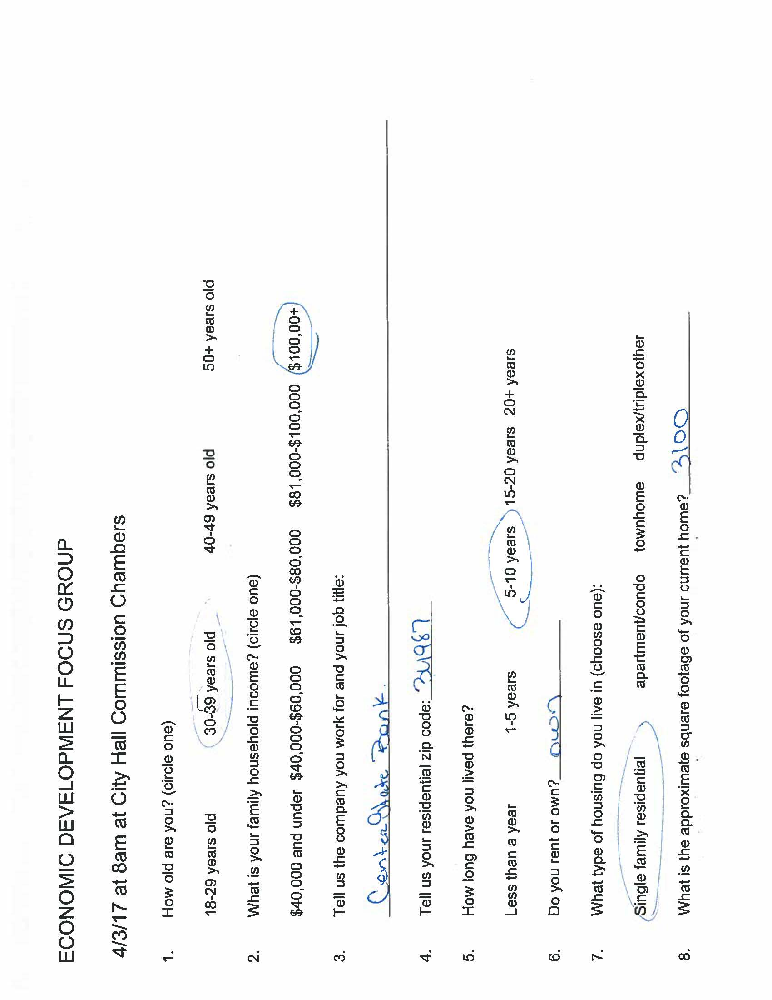 ECONOMIC DEVELOPMENT FOCUS GROUP
4/3/17 at 8am at City Hall Commission Chambers
1. How old are you? (circle one)
18-29 years old 30-39 years old 40-49 years old 50+ years old
2. What is your family household income? (circle one)
$40,000 and under $40,000-$60,000 $61,000-$80,000 $81,000-$100,000 $100,00+
3. Tell us the company you work for and your job title:
CenterState Bank.
4. Tell us your residential zip code: 34987
5. How long have you lived there?
Less than a year 1-5 years 5-10 years 15-20 years 20+ years
6. Do you rent or own? own
7. What type of housing do you live in (choose one):
Single family residential apartment/condo townhome duplex/triplexother
8. What is the approximate square footage of your current home? 3100